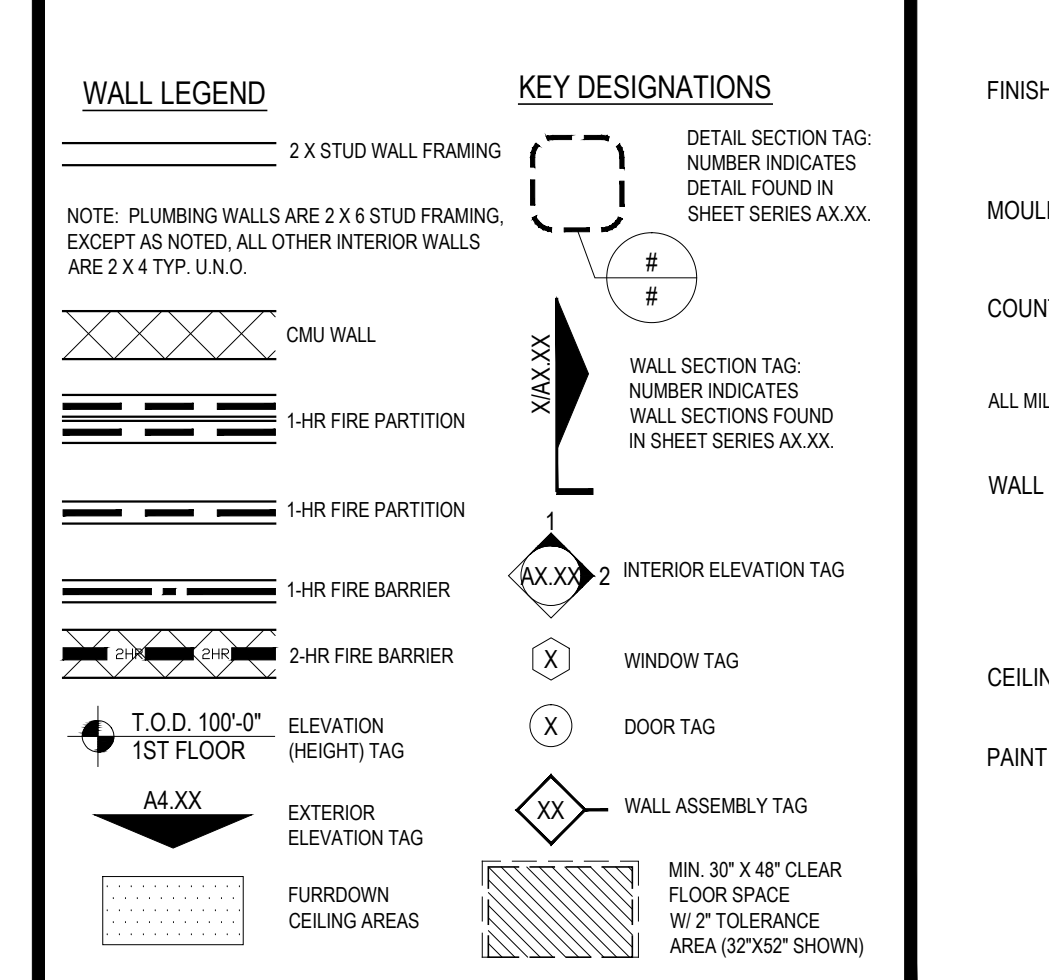 WALL LEGEND
2 X STUD WALL FRAMING
NOTE: PLUMBING WALLS ARE 2 X 6 STUD FRAMING,
EXCEPT AS NOTED, ALL OTHER INTERIOR WALLS
ARE 2 X 4 TYP. U.N.O.
CMU WALL
1-HR FIRE PARTITION
1-HR FIRE PARTITION
1-HR FIRE BARRIER
2HR 2HR
2-HR FIRE BARRIER
T.O.D. 100'-0"
1ST FLOOR
ELEVATION
(HEIGHT) TAG
A4.XX
EXTERIOR
ELEVATION TAG
FURRDOWN
CEILING AREAS
KEY DESIGNATIONS
DETAIL SECTION TAG:
NUMBER INDICATES
DETAIL FOUND IN
SHEET SERIES AX.XX.
#
#
X/AX.XX
WALL SECTION TAG:
NUMBER INDICATES
WALL SECTIONS FOUND
IN SHEET SERIES AX.XX.
1
AX.XX 2
INTERIOR ELEVATION TAG
X
WINDOW TAG
X
DOOR TAG
XX
WALL ASSEMBLY TAG
MIN. 30" X 48" CLEAR
FLOOR SPACE
W/ 2" TOLERANCE
AREA (32"X52" SHOWN)
FINISH
MOUL
COUN
ALL MIL
WALL
CEILIN
PAINT